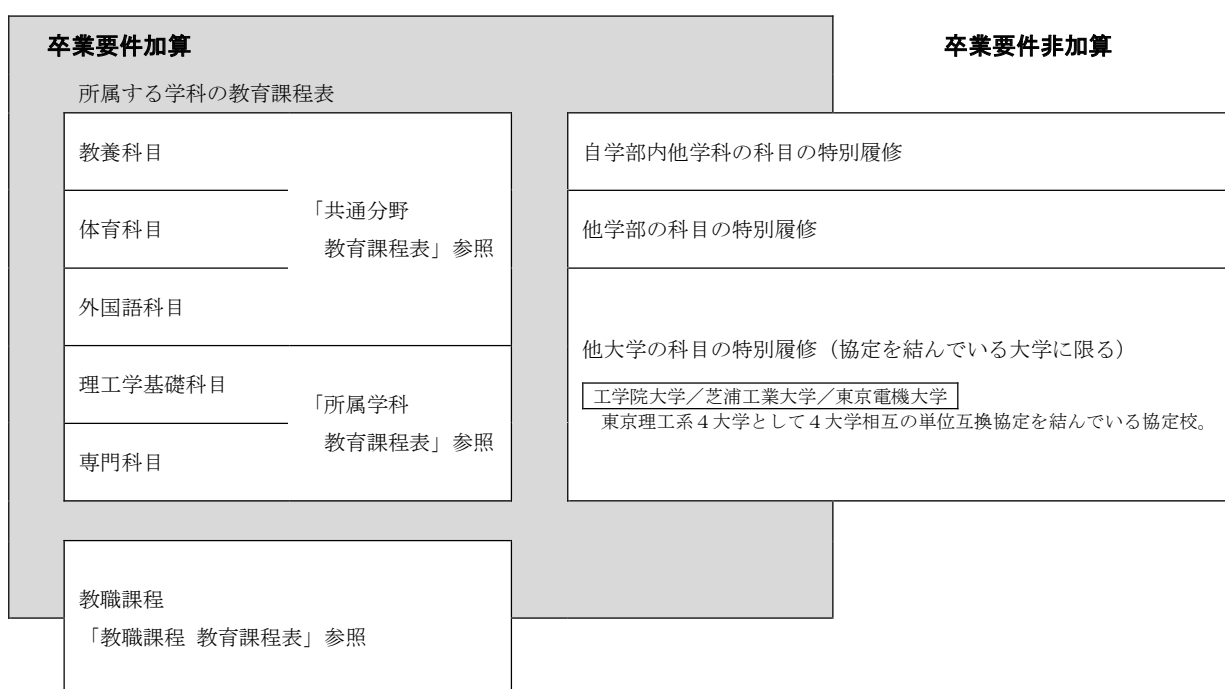 卒業要件加算
卒業要件非加算
所属する学科の教育課程表
教養科目
体育科目
外国語科目
「共通分野
教育課程表」参照
理工学基礎科目
専門科目
「所属学科
教育課程表」参照
自学部内他学科の科目の特別履修
他学部の科目の特別履修
他大学の科目の特別履修（協定を結んでいる大学に限る）
工学院大学／芝浦工業大学／東京電機大学
東京理工系４大学として４大学相互の単位互換協定を結んでいる協定校。
教職課程
「教職課程 教育課程表」参照